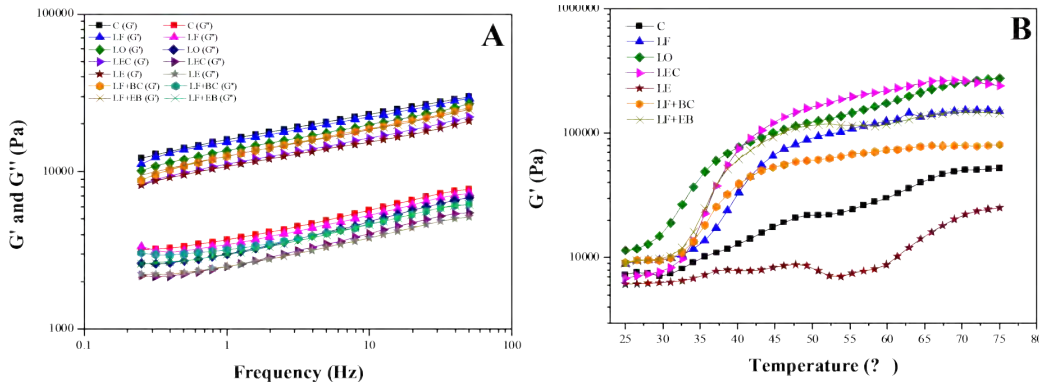 A
C (G') C (G'')
LF (G') LF (G'')
LO (G') LO (G'')
LEC (G') LEC (G'')
LE (G') LE (G'')
LF+BC (G') LF+BC (G'')
LF+EB (G') LF+EB (G'')
G' and G'' (Pa)
100000
10000
1000
0.1 1 10 100
Frequency (Hz)
B
C
LF
LO
LEC
LE
LF+BC
LF+EB
G' (Pa)
1000000
100000
10000
25 30 35 40 45 50 55 60 65 70 75 80
Temperature (? )